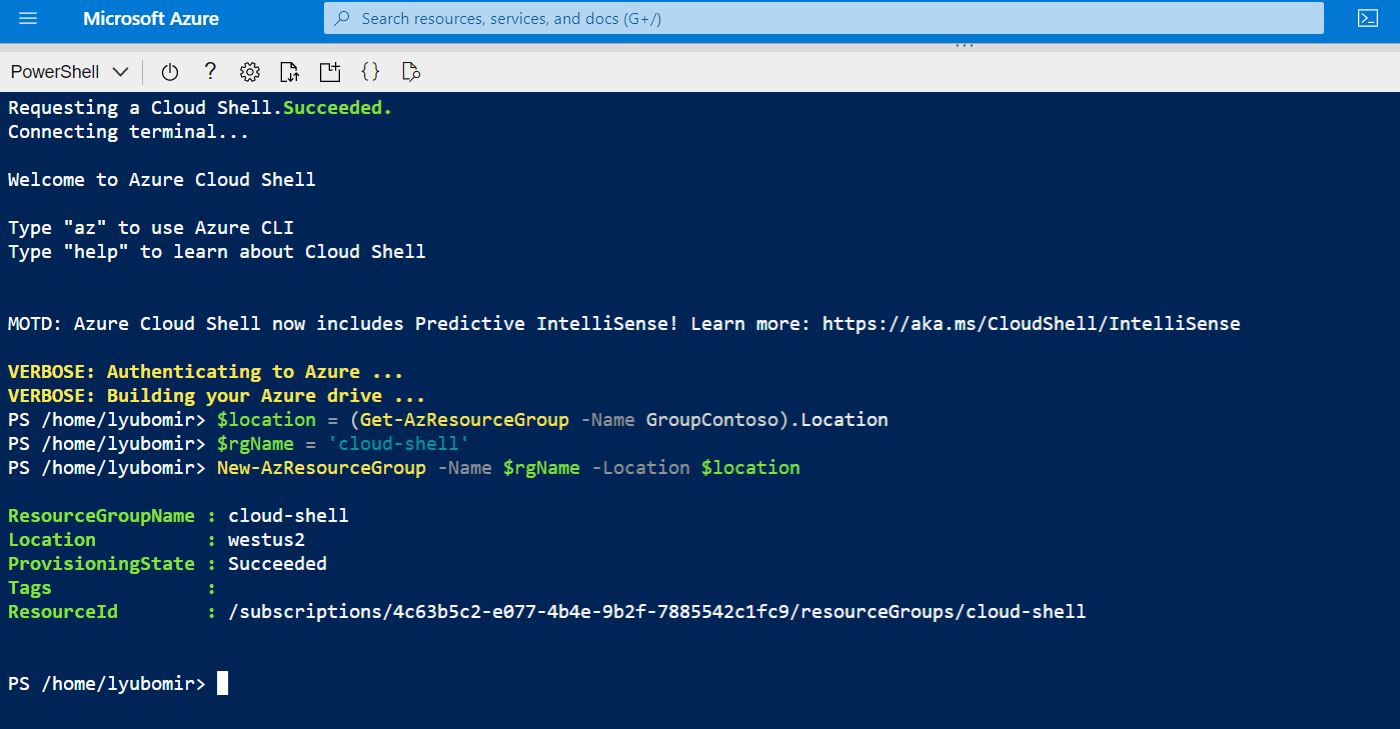 Microsoft Azure
Search resources, services, and docs (G+/)
PowerShell
Requesting a Cloud Shell.Succeeded.
Connecting terminal...
Welcome to Azure Cloud Shell
Type "az" to use Azure CLI
Type "help" to learn about Cloud Shell
MOTD: Azure Cloud Shell now includes Predictive IntelliSense! Learn more: https://aka.ms/CloudShell/IntelliSense
VERBOSE: Authenticating to Azure ...
VERBOSE: Building your Azure drive ...
PS /home/lyubomir> $location = (Get-AzResourceGroup -Name GroupContoso).Location
PS /home/lyubomir> $rgName = 'cloud-shell'
PS /home/lyubomir> New-AzResourceGroup -Name $rgName -Location $location
ResourceGroupName : cloud-shell
Location          : westus2
ProvisioningState : Succeeded
Tags              :
ResourceId        : /subscriptions/4c63b5c2-e077-4b4e-9b2f-7885542c1fc9/resourceGroups/cloud-shell
PS /home/lyubomir>